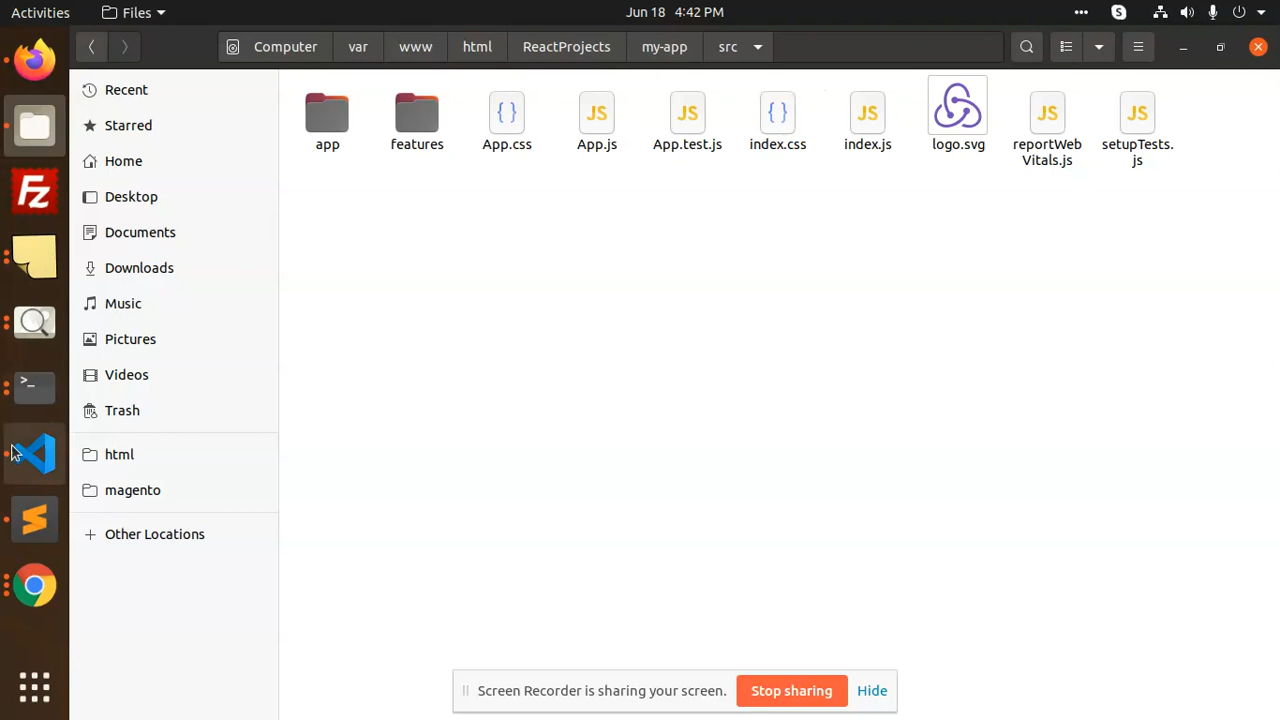 Activities
Files
Jun 18 4:42 PM
Computer
var
www
html
ReactProjects
my-app
src
Recent
Starred
Home
Desktop
Documents
Downloads
Music
Pictures
Videos
Trash
html
magento
Other Locations
app
features
App.css
App.js
App.test.js
index.css
index.js
logo.svg
reportWeb
Vitals.js
setupTests.
js
Screen Recorder is sharing your screen.
Stop sharing
Hide